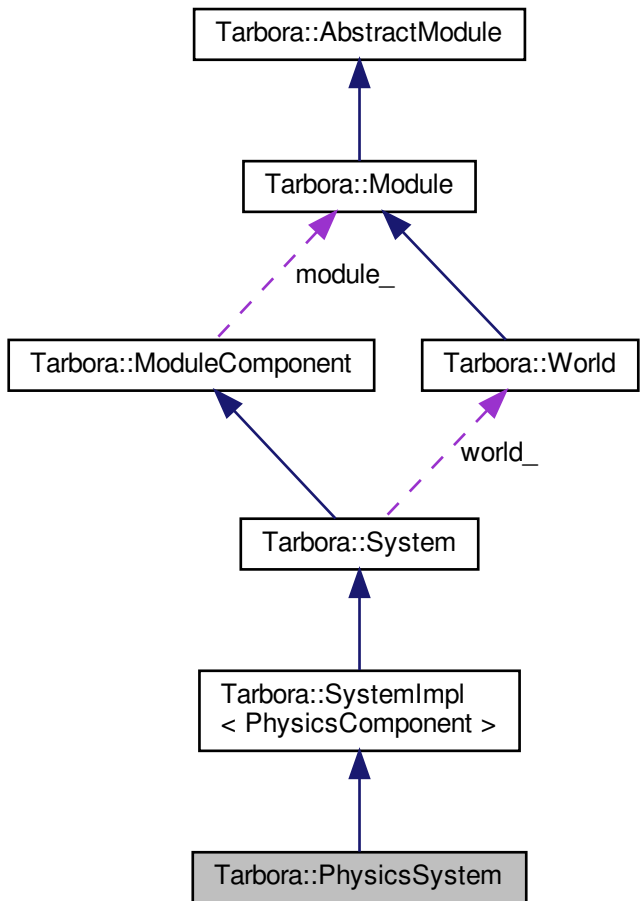 Tarbora::AbstractModule
Tarbora::Module
module_
Tarbora::ModuleComponent
Tarbora::World
world_
Tarbora::System
Tarbora::SystemImpl
< PhysicsComponent >
Tarbora::PhysicsSystem